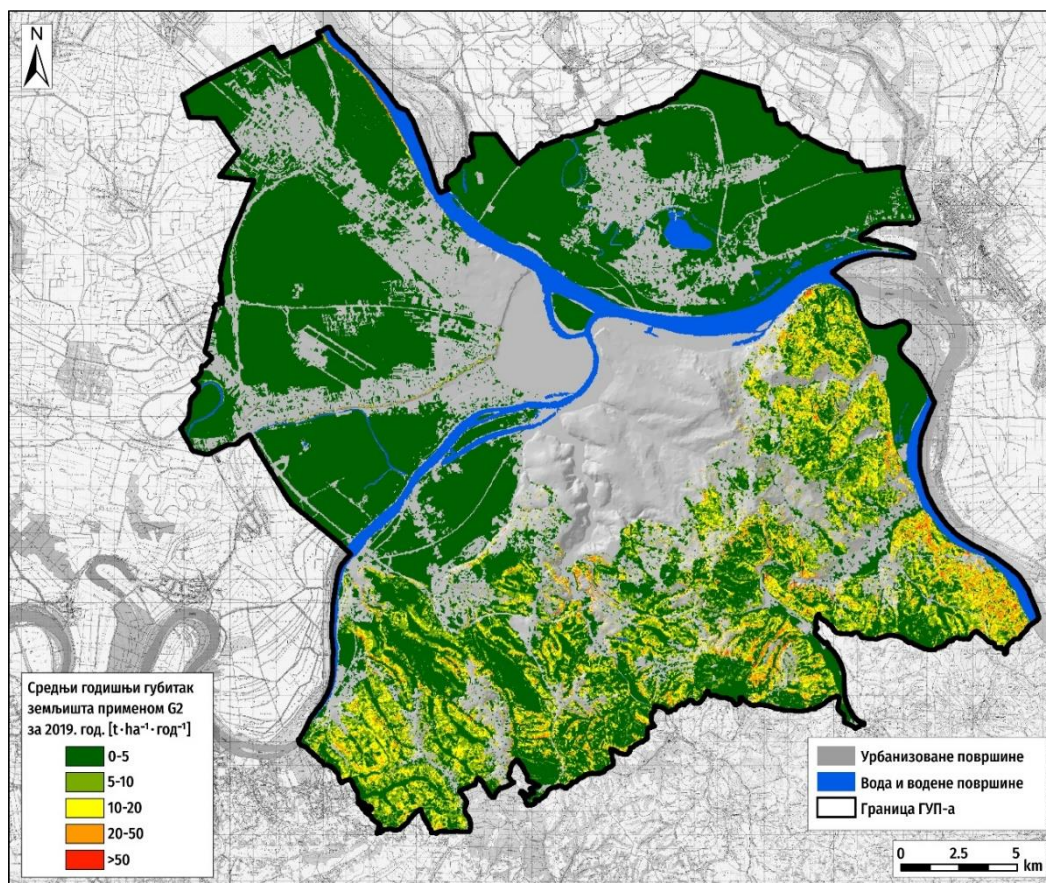 N
Средњи годишњи губитак
земљишта применом G2
за 2019. год. [t·ha⁻¹·год⁻¹]
0-5
5-10
10-20
20-50
>50
Урбанизоване површине
Вода и водене површине
Граница ГУП-а
0 2.5 5
km